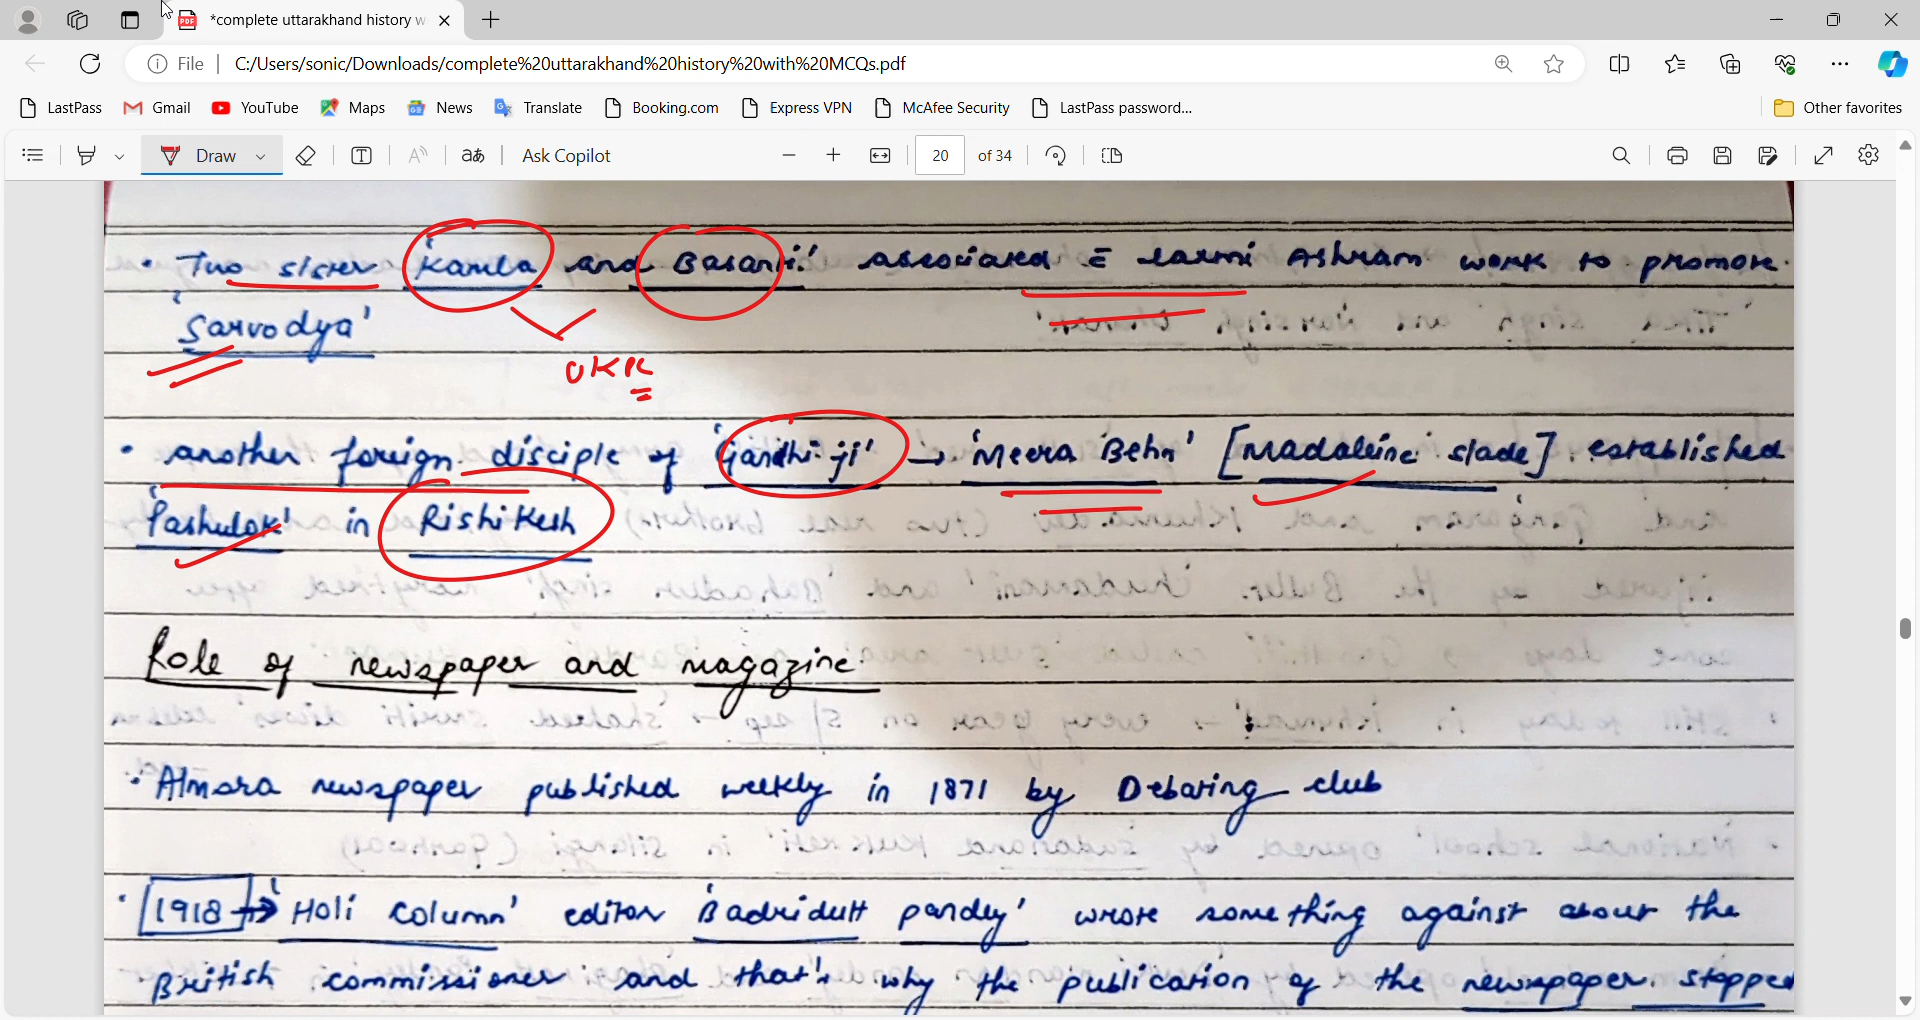 *complete uttarakhand history w
File | C:/Users/sonic/Downloads/complete%20uttarakhand%20history%20with%20MCQs.pdf
LastPass Gmail YouTube Maps News Translate Booking.com Express VPN McAfee Security LastPass password... Other favorites
Draw Ask Copilot 20 of 34
• Two sister 'Kamla and Basanti' associated c̄ laxmi Ashram work to promote
'Sarvodya'
UKPC
• another foreign disciple of 'Gandhi-ji' → 'Meera Behn' [Madaleine slade] established
'Pashulok' in Rishikesh
Role of newspaper and magazine
• Almora newspaper published weekly in 1871 by Debating club
• 1918 → 'Holi column' editor 'Badridutt pandey' wrote something against about the
British commissioner and that's why the publication of the newspaper stopped